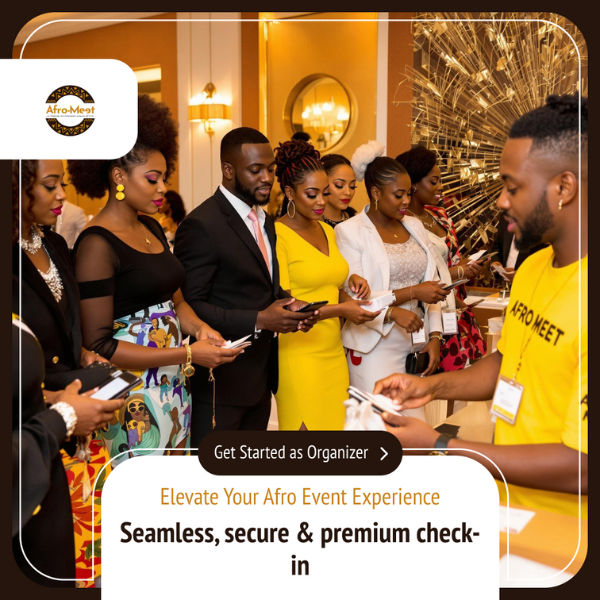 Afro-Meet
AFRO MEET
Get Started as Organizer
Elevate Your Afro Event Experience
Seamless, secure & premium check-
in